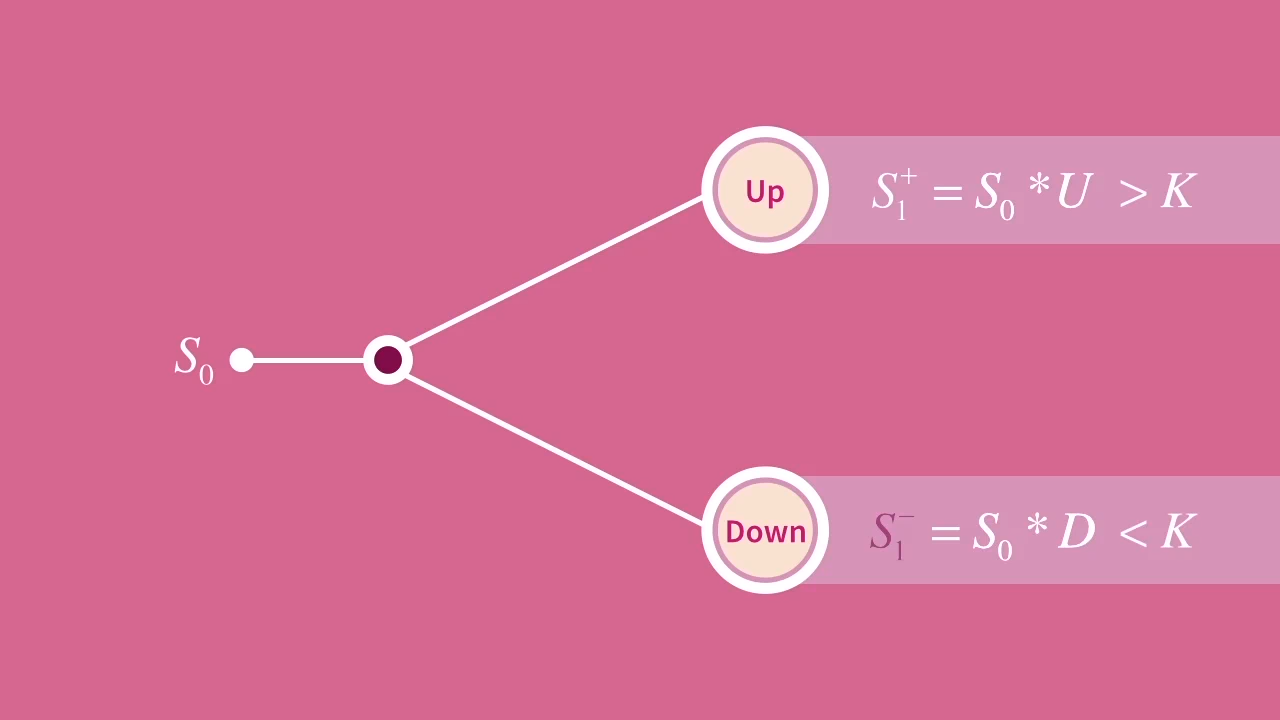 Up
S₁⁺ = S₀ * U > K
S₀
Down
S₁⁻ = S₀ * D < K